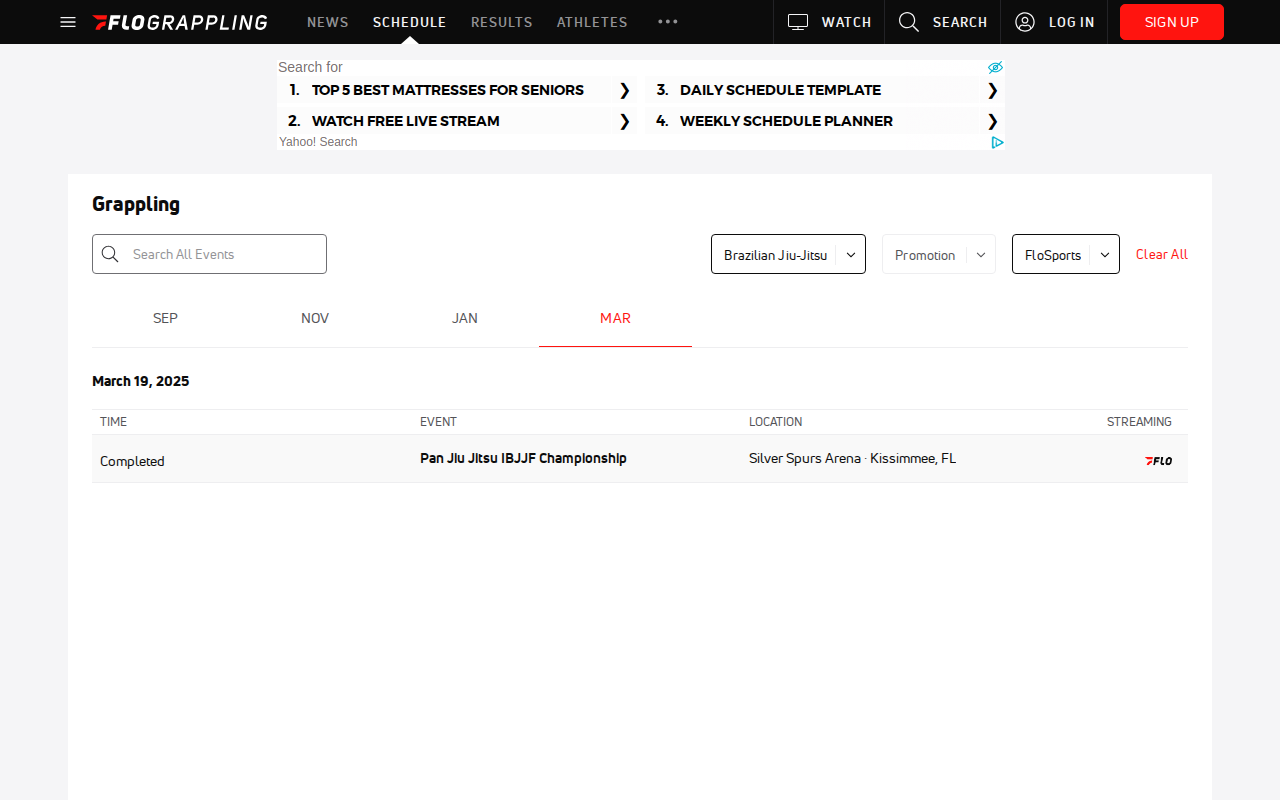 FLOGRAPPLING NEWS SCHEDULE RESULTS ATHLETES ••• WATCH SEARCH LOG IN SIGN UP
Search for
1. TOP 5 BEST MATTRESSES FOR SENIORS ❯ 3. DAILY SCHEDULE TEMPLATE ❯
2. WATCH FREE LIVE STREAM ❯ 4. WEEKLY SCHEDULE PLANNER ❯
Yahoo! Search
Grappling
Search All Events Brazilian Jiu-Jitsu Promotion FloSports Clear All
SEP NOV JAN MAR
March 19, 2025
TIME EVENT LOCATION STREAMING
Completed Pan Jiu Jitsu IBJJF Championship Silver Spurs Arena · Kissimmee, FL FLO